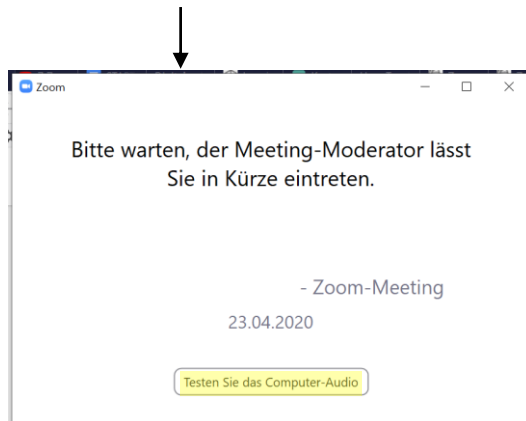 Zoom
Bitte warten, der Meeting-Moderator lässt
Sie in Kürze eintreten.
- Zoom-Meeting
23.04.2020
Testen Sie das Computer-Audio